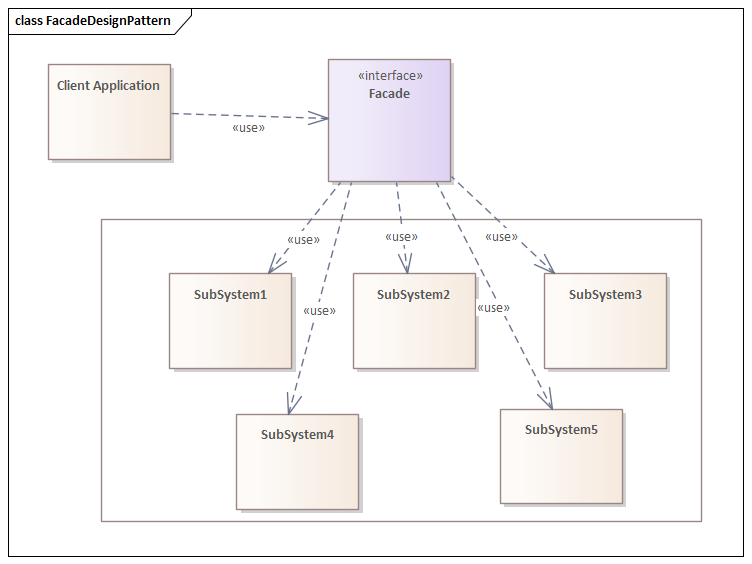 class FacadeDesignPattern
Client Application
«interface»
Facade
«use»
«use»
«use»
«use»
SubSystem1
SubSystem2
SubSystem3
«use»
«use»
SubSystem4
SubSystem5